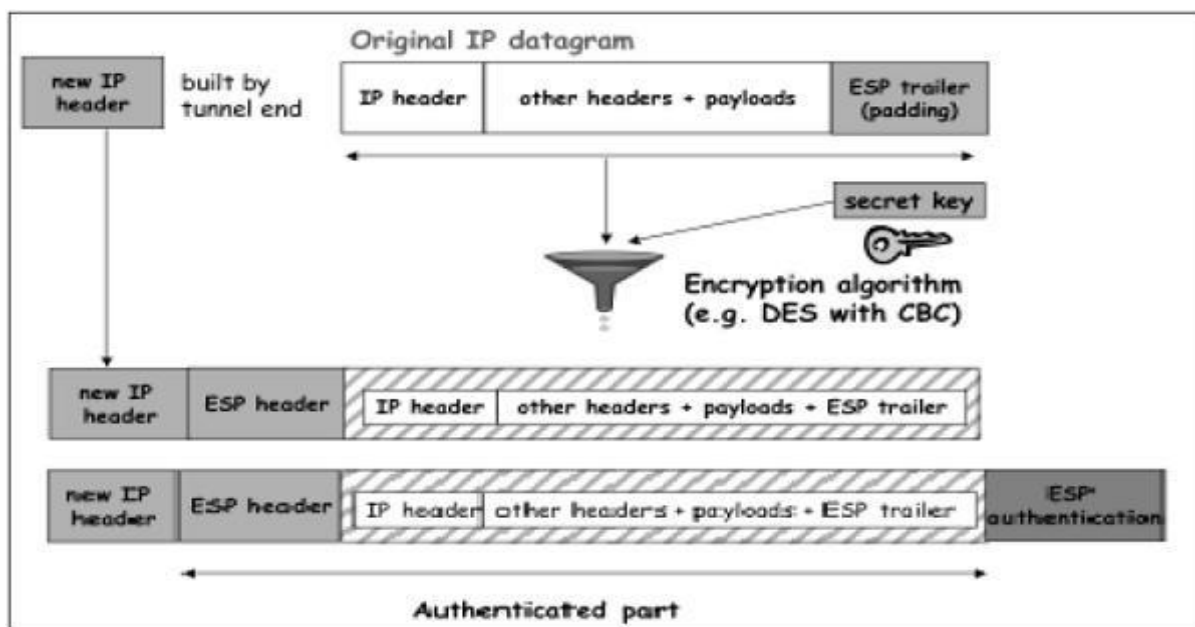 Original IP datagram
new IP
header
built by
tunnel end
IP header
other headers + payloads
ESP trailer
(padding)
secret key
Encryption algorithm
(e.g. DES with CBC)
new IP
header
ESP header
IP header
other headers + payloads + ESP trailer
new IP
header
ESP header
IP header
other headers + payloads + ESP trailer
ESP
authentication
Authenticated part